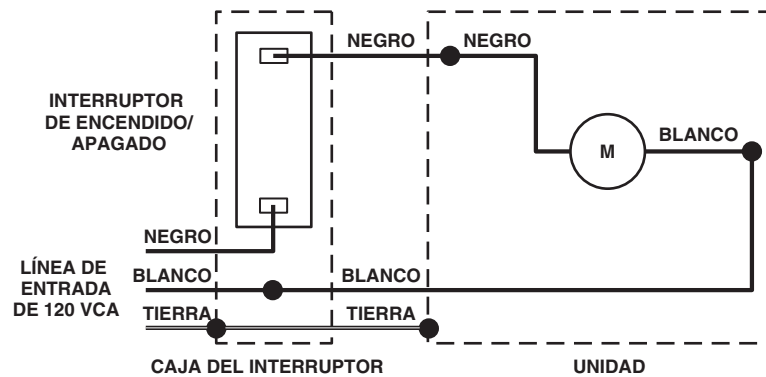 NEGRO
NEGRO
INTERRUPTOR
DE ENCENDIDO/
APAGADO
M
BLANCO
NEGRO
LÍNEA DE
ENTRADA
DE 120 VCA
BLANCO
BLANCO
TIERRA
TIERRA
CAJA DEL INTERRUPTOR
UNIDAD